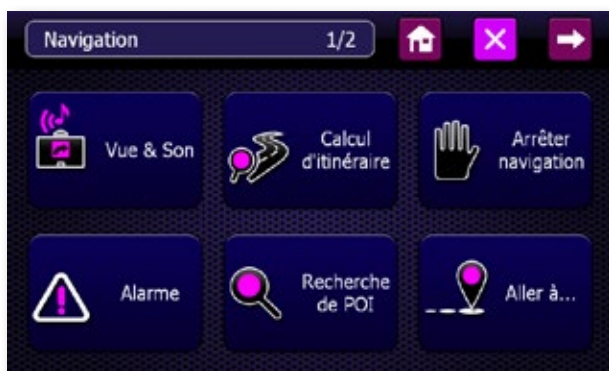 Navigation 1/2
Vue & Son
Calcul
d'itinéraire
Arrêter
navigation
Alarme
Recherche
de POI
Aller à...